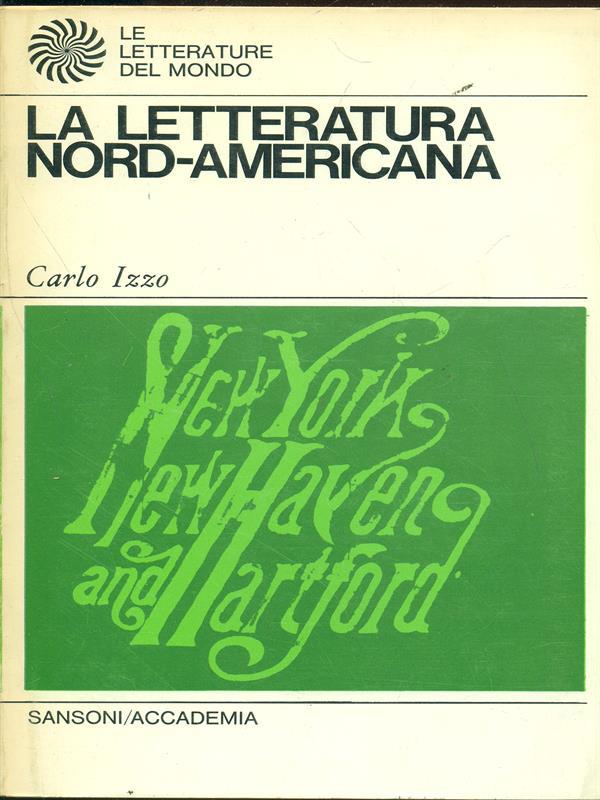 LE
LETTERATURE
DEL MONDO
LA LETTERATURA
NORD-AMERICANA
Carlo Izzo
New York,
New Haven
and Hartford.
SANSONI/ACCADEMIA